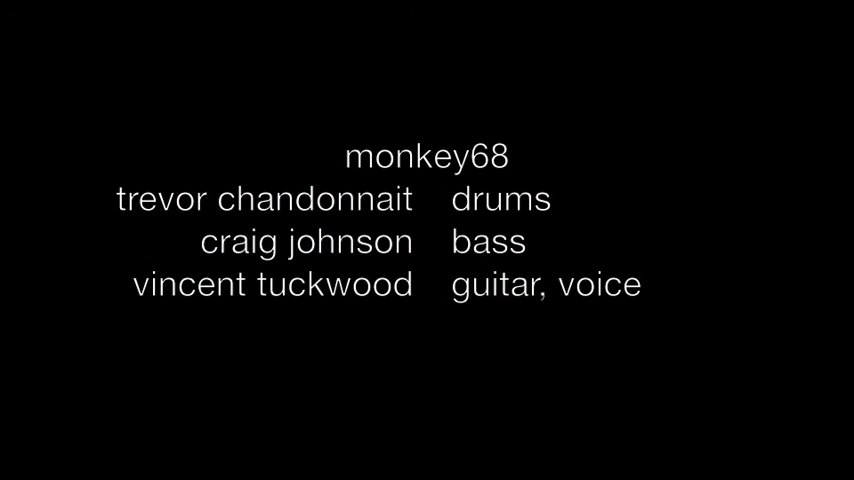 monkey68
trevor chandonnait drums
craig johnson bass
vincent tuckwood guitar, voice